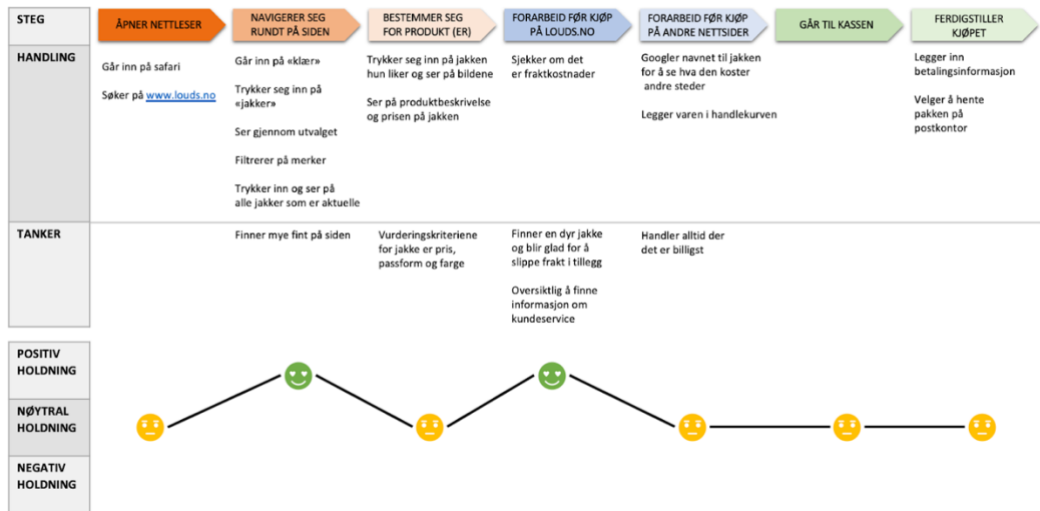 STEG
ÅPNER NETTLESER
NAVIGERER SEG
RUNDT PÅ SIDEN
BESTEMMER SEG
FOR PRODUKT (ER)
FORARBEID FØR KJØP
PÅ LOUDS.NO
FORARBEID FØR KJØP
PÅ ANDRE NETTSIDER
GÅR TIL KASSEN
FERDIGSTILLER
KJØPET
HANDLING
Går inn på safari
Søker på www.louds.no
Går inn på «klær»
Trykker seg inn på
«jakker»
Ser gjennom utvalget
Filtrerer på merker
Trykker inn og ser på
alle jakker som er aktuelle
Trykker seg inn på jakken
hun liker og ser på bildene
Ser på produktbeskrivelse
og prisen på jakken
Sjekker om det
er fraktkostnader
Googler navnet til jakken
for å se hva den koster
andre steder
Legger varen i handlekurven
Legger inn
betalingsinformasjon
Velger å hente
pakken på
postkontor
TANKER
Finner mye fint på siden
Vurderingskriteriene
for jakke er pris,
passform og farge
Finner en dyr jakke
og blir glad for å
slippe frakt i tillegg
Oversiktlig å finne
informasjon om
kundeservice
Handler alltid der
det er billigst
POSITIV
HOLDNING
NØYTRAL
HOLDNING
NEGATIV
HOLDNING